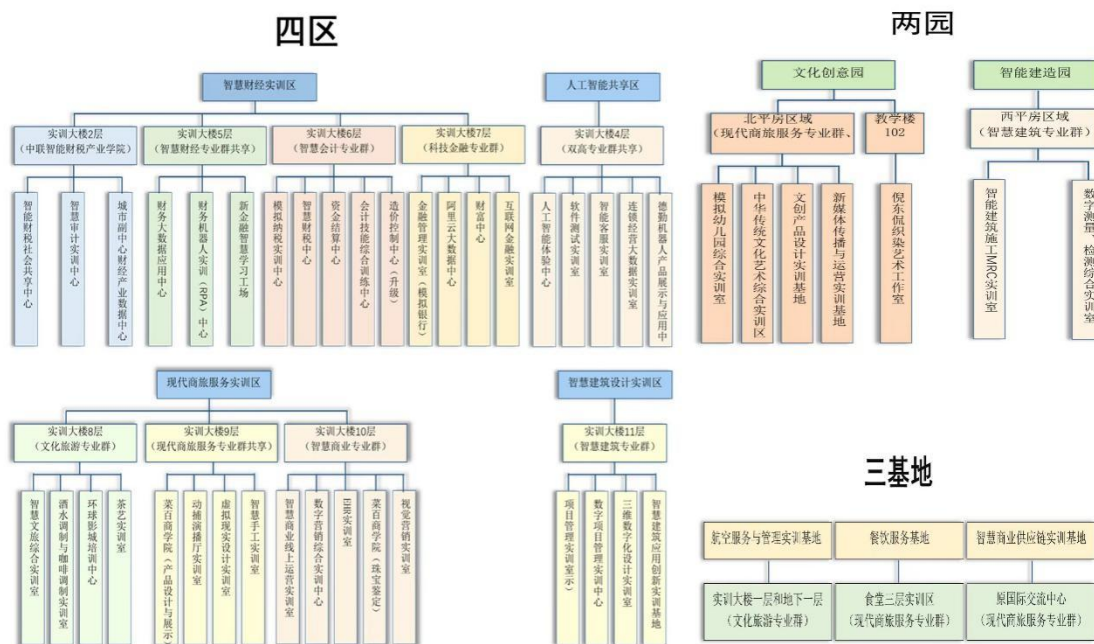 四区
智慧财经实训区
实训大楼2层
(中联智能财税产业学院)
智能财税社会共享中心
智慧审计实训中心
城市副中心财经产业数据中心
实训大楼5层
(智慧财经专业群共享)
财务大数据应用中心
财务机器人实训(RPA)中心
新金融智慧学习工场
实训大楼6层
(智慧会计专业群)
模拟纳税实训中心
智慧财税中心
资金结算中心
会计技能综合训练中心
造价控制中心(升级)
实训大楼7层
(科技金融专业群)
金融管理实训室(模拟银行)
阿里云大数据中心
财富中心
互联网金融实训室
人工智能共享区
实训大楼4层
(双高专业群共享)
人工智能体验中心
软件测试实训室
智能客服实训室
连锁经营大数据实训室
德勤机器人产品展示与应用中
现代商旅服务实训区
实训大楼8层
(文化旅游专业群)
智慧文旅综合实训室
酒水调制与咖啡调制实训室
环球影城培训中心
茶艺实训室
实训大楼9层
(现代商旅服务专业群共享)
菜百商学院(产品设计与展示)
动捕演播厅实训室
虚拟现实设计实训室
智慧手工实训室
实训大楼10层
(智慧商业专业群)
智慧商业线上运营实训室
数字营销综合实训中心
实训室
菜百商学院(珠宝鉴定)
视觉营销实训室
智慧建筑设计实训区
实训大楼11层
(智慧建筑专业群)
项目管理实训室示)
数字项目管理实训中心
三维数字化设计实训室
智慧建筑应用创新实训基地
两园
文化创意园
北平房区域
(现代商旅服务专业群、
模拟幼儿园综合实训室
中华传统文化艺术综合实训区
文创产品设计实训基地
新媒体传播与运营实训基地
教学楼
102
倪东侃织染艺术工作室
智能建造园
西平房区域
(智慧建筑专业群)
智能建筑施工MRC实训室
数字测量、检测综合实训室
三基地
航空服务与管理实训基地
实训大楼一层和地下一层
(文化旅游专业群)
餐饮服务基地
食堂三层实训区
(现代商旅服务专业群)
智慧商业供应链实训基地
原国际交流中心
(现代商旅服务专业群)